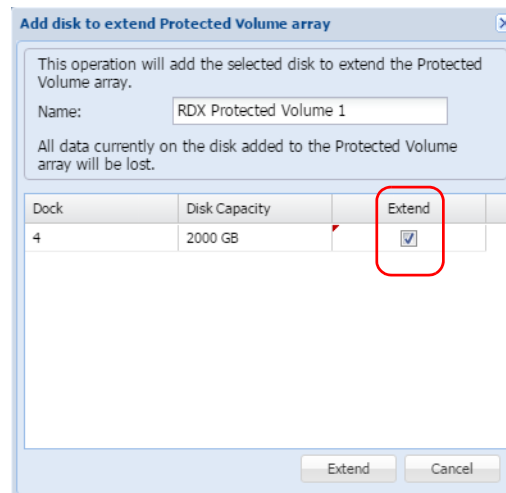 Add disk to extend Protected Volume array
This operation will add the selected disk to extend the Protected
Volume array.
Name: RDX Protected Volume 1
All data currently on the disk added to the Protected Volume
array will be lost.
Dock Disk Capacity Extend
4 2000 GB
Extend Cancel